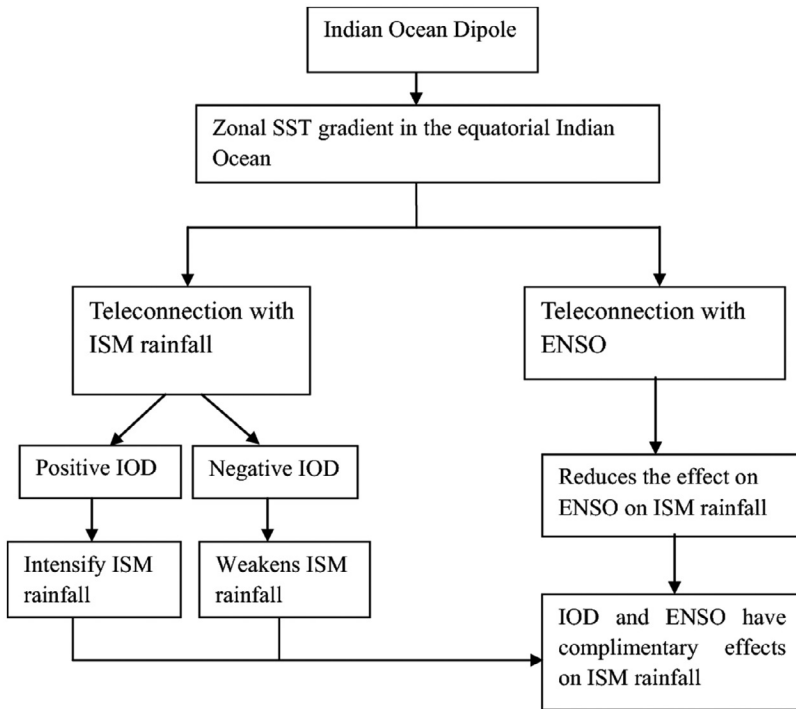 Indian Ocean Dipole
Zonal SST gradient in the equatorial Indian
Ocean
Teleconnection with
ISM rainfall
Teleconnection with
ENSO
Positive IOD
Negative IOD
Reduces the effect on
ENSO on ISM rainfall
Intensify ISM
rainfall
Weakens ISM
rainfall
IOD and ENSO have
complimentary effects
on ISM rainfall